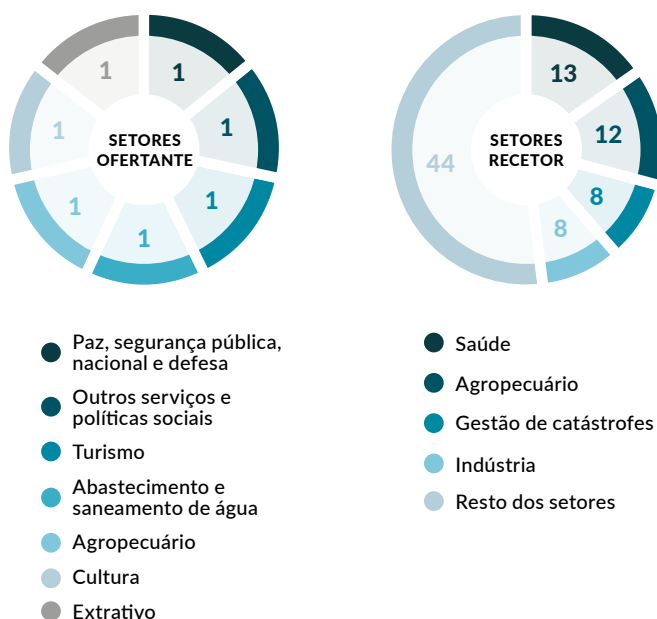 1
1
1
1
1
1
1
SETORES
OFERTANTE
Paz, segurança pública,
nacional e defesa
Outros serviços e
políticas sociais
Turismo
Abastecimento e
saneamento de água
Agropecuário
Cultura
Extrativo
13
12
8
8
44
SETORES
RECETOR
Saúde
Agropecuário
Gestão de catástrofes
Indústria
Resto dos setores